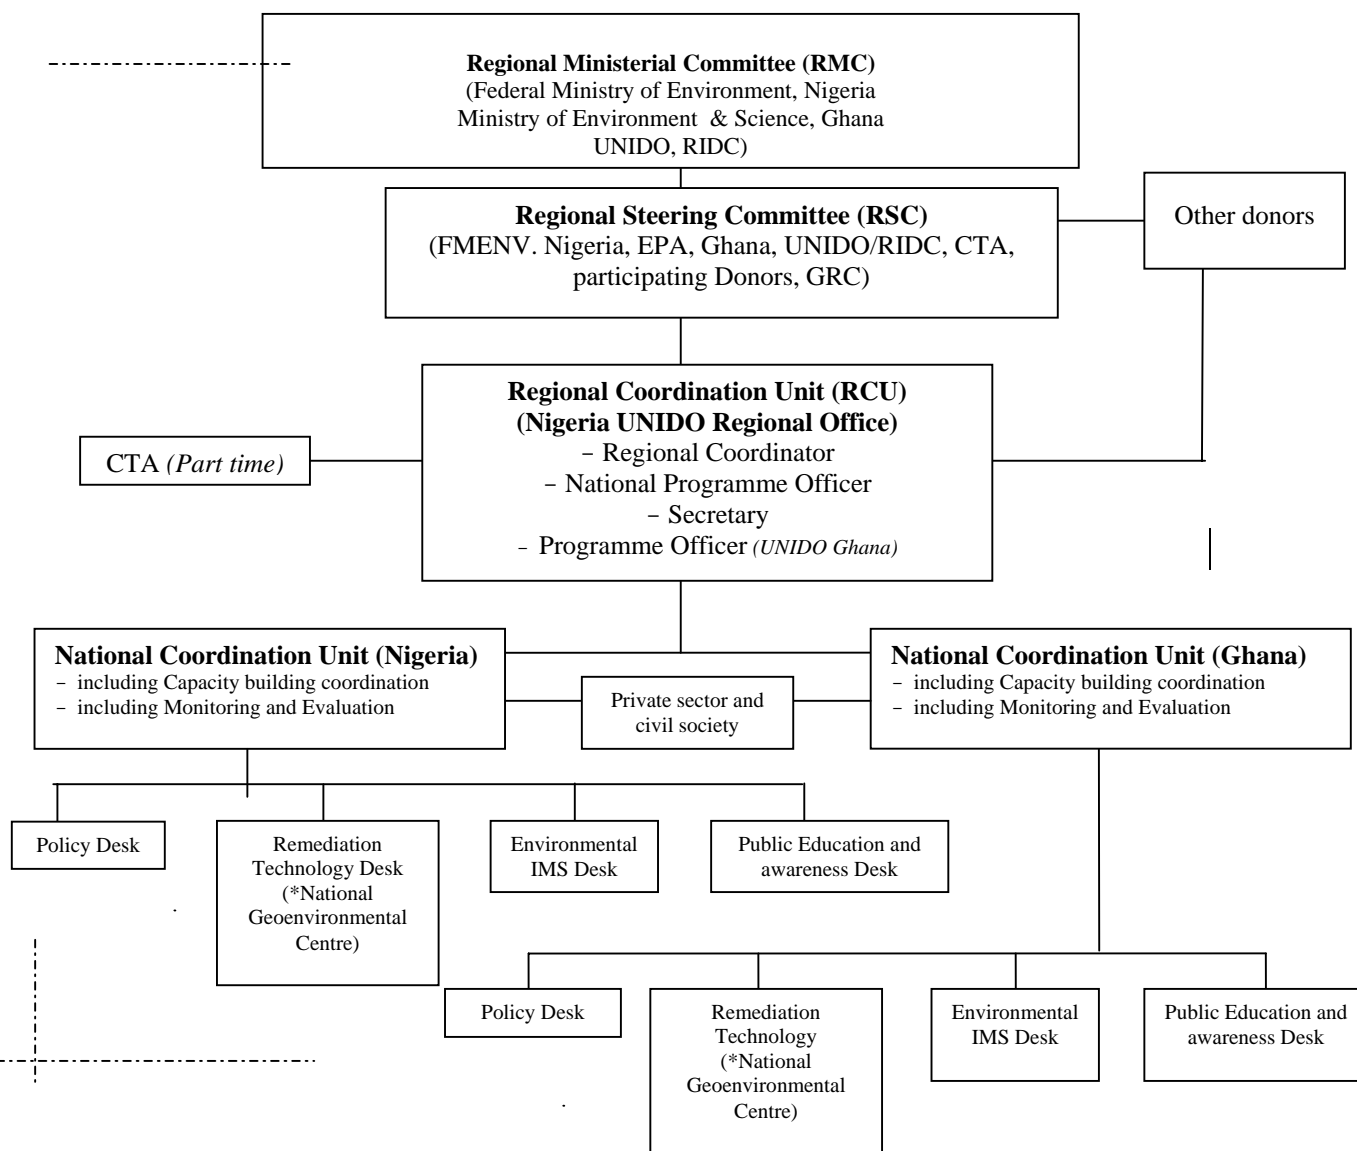 Regional Ministerial Committee (RMC)
(Federal Ministry of Environment, Nigeria
Ministry of Environment & Science, Ghana
UNIDO, RIDC)
Regional Steering Committee (RSC)
(FMENV. Nigeria, EPA, Ghana, UNIDO/RIDC, CTA,
participating Donors, GRC)
Other donors
Regional Coordination Unit (RCU)
(Nigeria UNIDO Regional Office)
– Regional Coordinator
– National Programme Officer
– Secretary
– Programme Officer (UNIDO Ghana)
CTA (Part time)
National Coordination Unit (Nigeria)
– including Capacity building coordination
– including Monitoring and Evaluation
Private sector and
civil society
National Coordination Unit (Ghana)
– including Capacity building coordination
– including Monitoring and Evaluation
Policy Desk
Remediation
Technology Desk
(*National
Geoenvironmental
Centre)
Environmental
IMS Desk
Public Education and
awareness Desk
Policy Desk
Remediation
Technology
(*National
Geoenvironmental
Centre)
Environmental
IMS Desk
Public Education and
awareness Desk